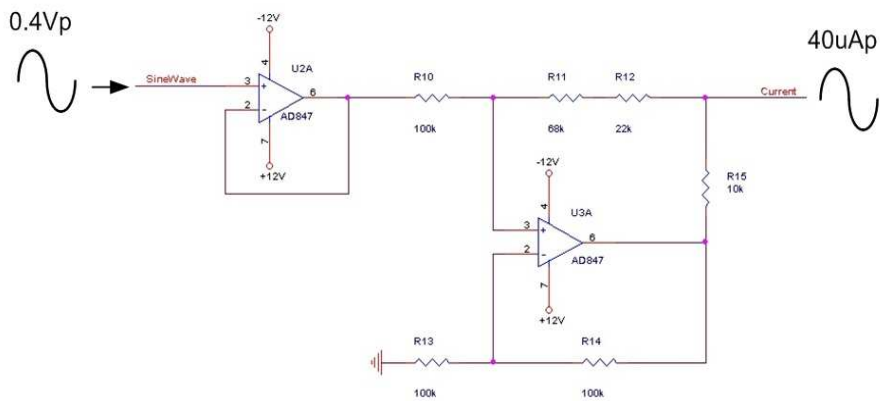 0.4Vp
SineWave
-12V
4
U2A
3
+
6
2
-
AD847
7
+12V
R10
100k
R11
68k
R12
22k
Current
40uAp
R15
10k
-12V
4
U3A
3
+
6
2
-
AD847
7
+12V
R13
100k
R14
100k